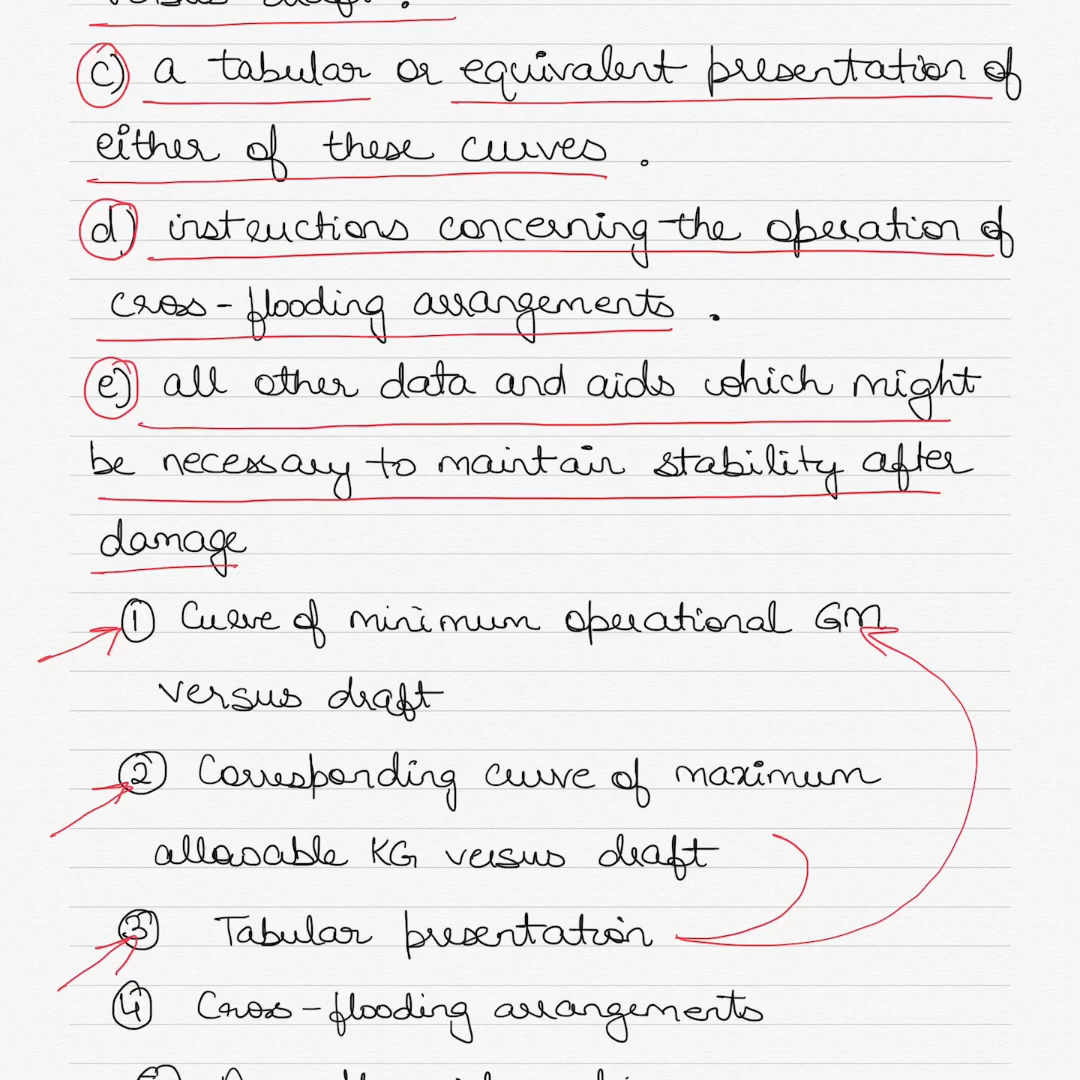 versus draft .
c) a tabular or equivalent presentation of
either of these curves .
d) instructions concerning the operation of
cross-flooding arrangements .
e) all other data and aids which might
be necessary to maintain stability after
damage
① Curve of minimum operational GM
versus draft
② Corresponding curve of maximum
allowable KG versus draft
③ Tabular presentation
④ Cross-flooding arrangements